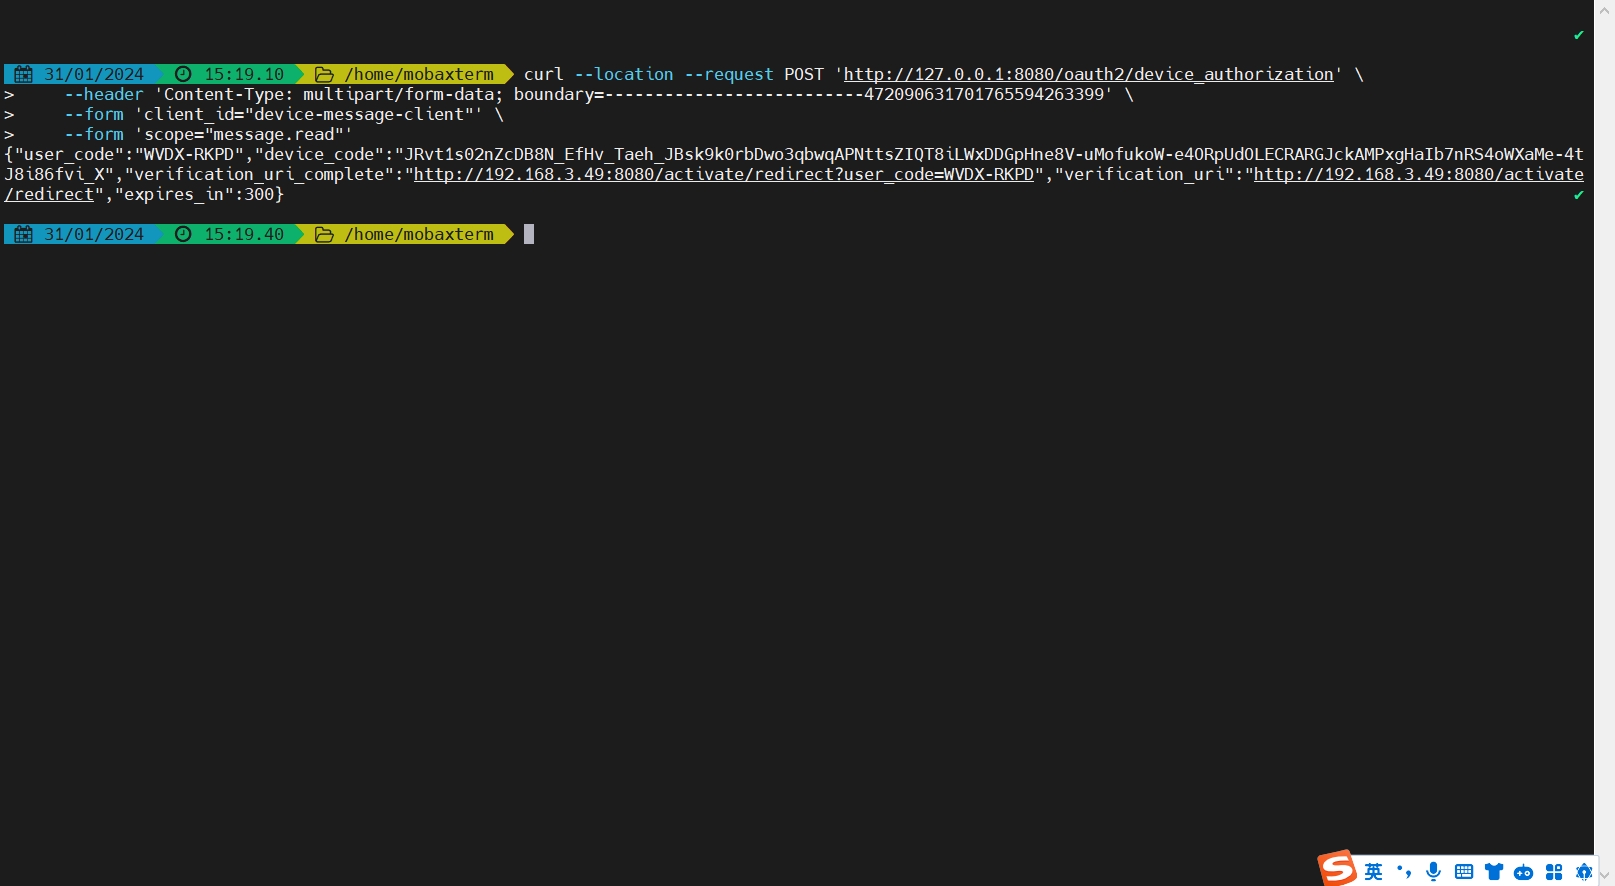 31/01/2024 15:19.10 /home/mobaxterm curl --location --request POST 'http://127.0.0.1:8080/oauth2/device_authorization' \
> --header 'Content-Type: multipart/form-data; boundary=--------------------------472090631701765594263399' \
> --form 'client_id="device-message-client"' \
> --form 'scope="message.read"'
{"user_code":"WVDX-RKPD","device_code":"JRvt1s02nZcDB8N_EfHv_Taeh_JBsk9k0rbDwo3qbwqAPNttsZIQT8iLWxDDGpHne8V-uMofukoW-e4ORpUdOLECRARGJckAMPxgHaIb7nRS4oWXaMe-4t
J8i86fvi_X","verification_uri_complete":"http://192.168.3.49:8080/activate/redirect?user_code=WVDX-RKPD","verification_uri":"http://192.168.3.49:8080/activate
/redirect","expires_in":300}
31/01/2024 15:19.40 /home/mobaxterm
S 英